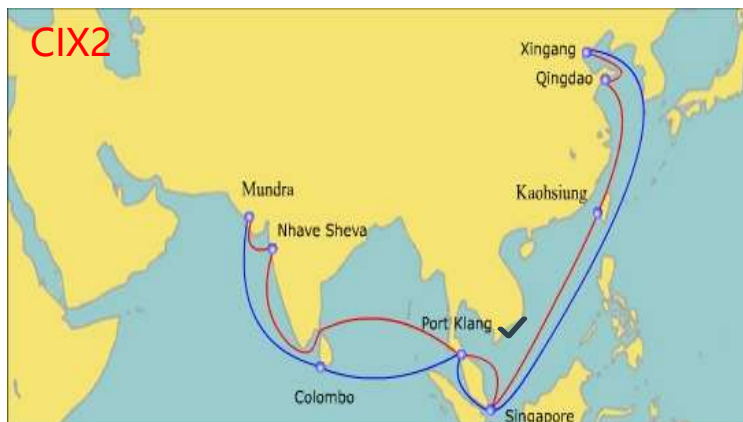 CIX2
Xingang
Qingdao
Kaohsiung
Mundra
Nhave Sheva
Port Klang
Colombo
Singapore